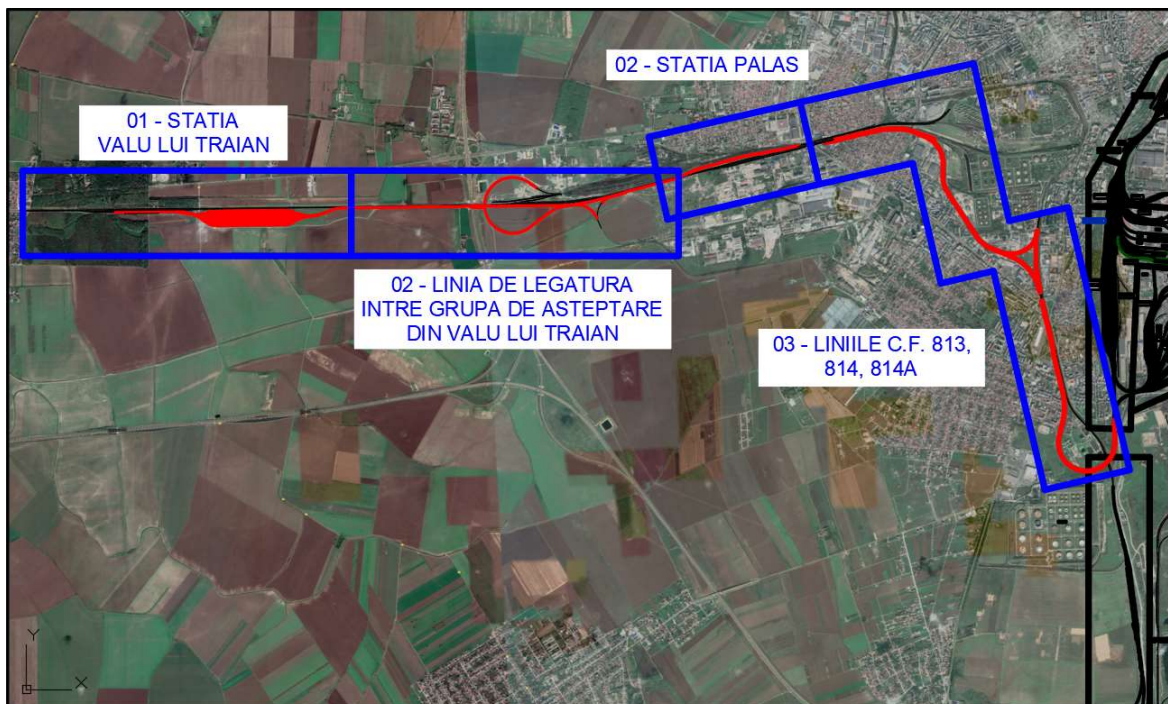 02 - STATIA PALAS
01 - STATIA
VALU LUI TRAIAN
02 - LINIA DE LEGATURA
INTRE GRUPA DE ASTEPTARE
DIN VALU LUI TRAIAN
03 - LINIILE C.F. 813,
814, 814A
Y
X